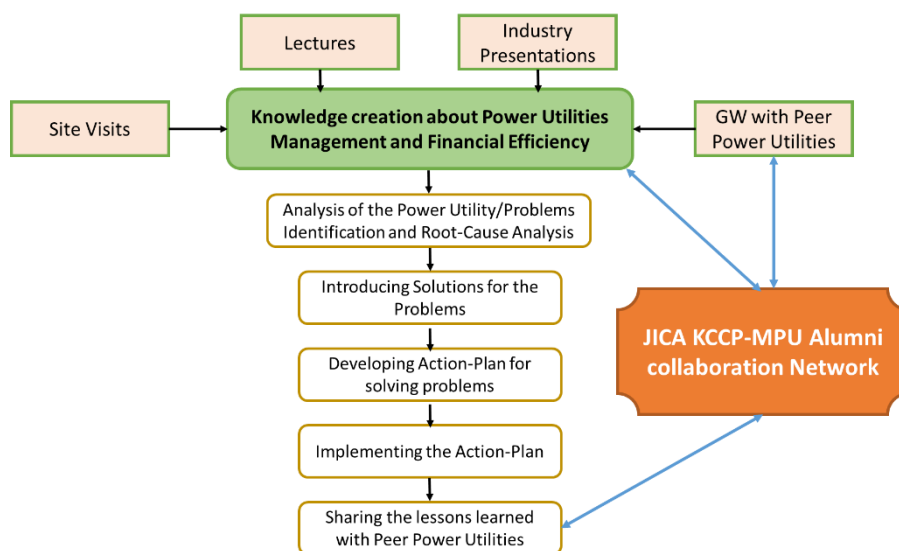 Lectures
Industry
Presentations
Site Visits
Knowledge creation about Power Utilities
Management and Financial Efficiency
GW with Peer
Power Utilities
Analysis of the Power Utility/Problems
Identification and Root-Cause Analysis
Introducing Solutions for the
Problems
JICA KCCP-MPU Alumni
collaboration Network
Developing Action-Plan for
solving problems
Implementing the Action-Plan
Sharing the lessons learned
with Peer Power Utilities